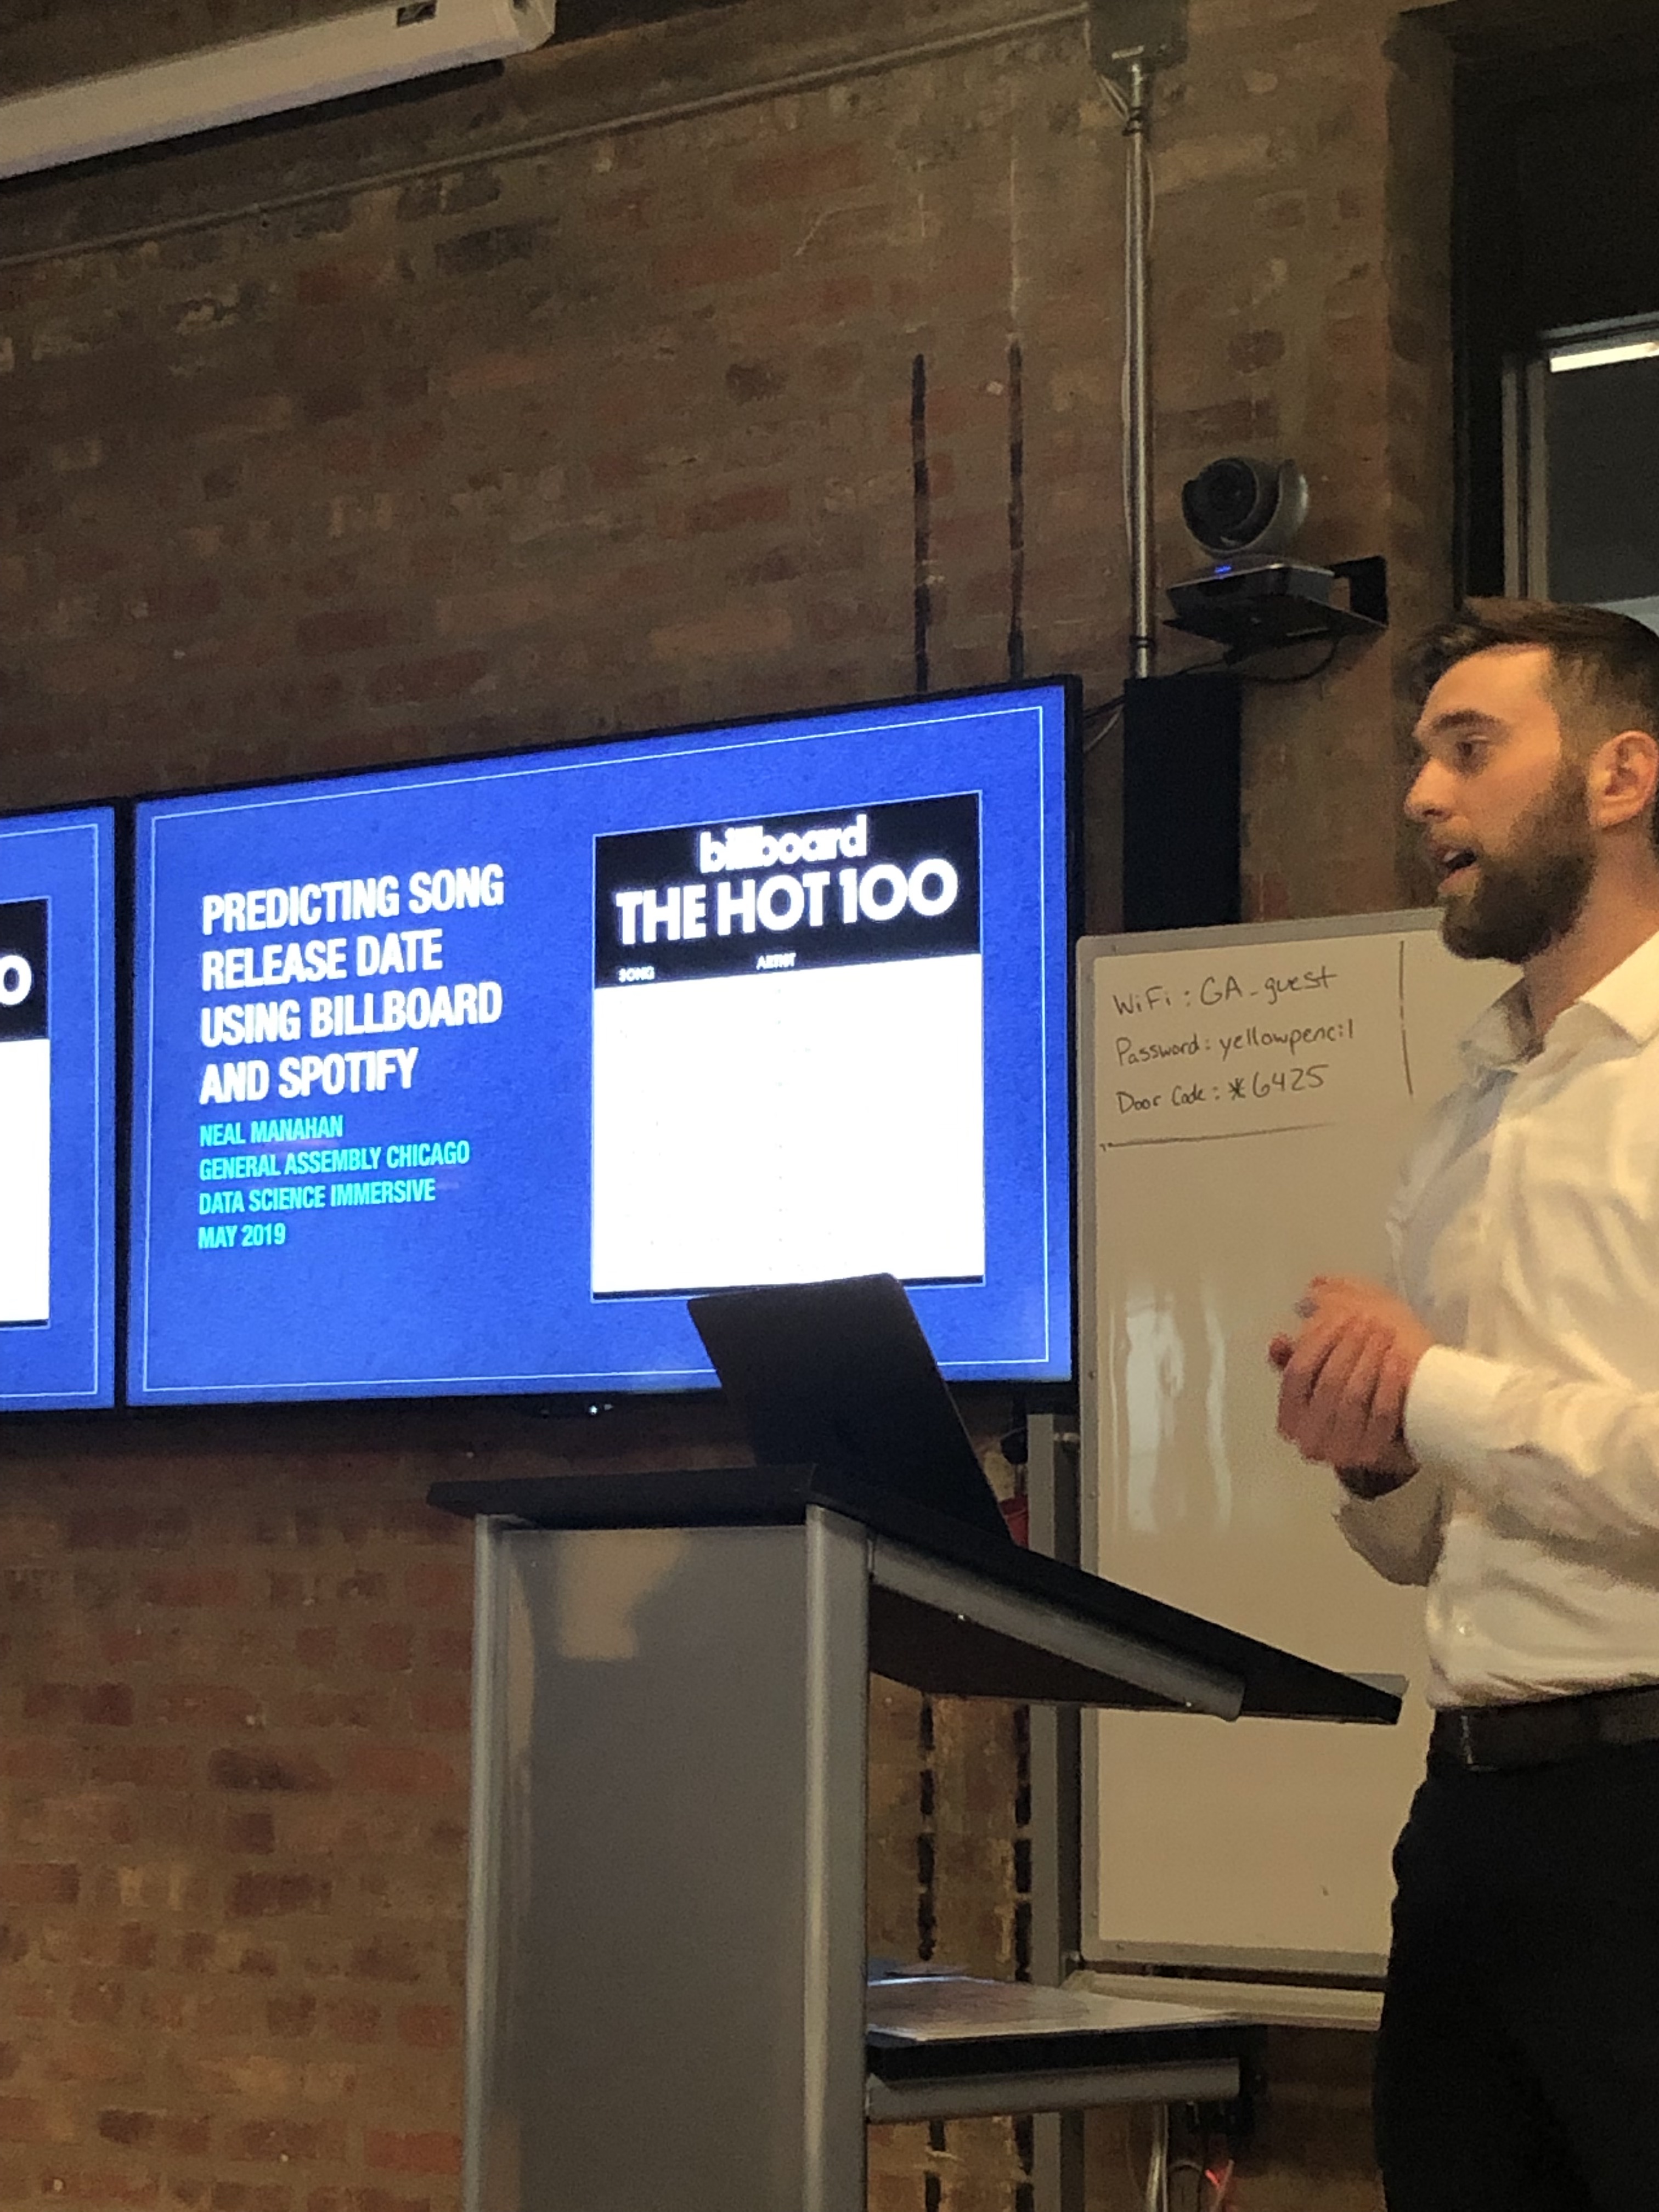 PREDICTING SONG
RELEASE DATE
USING BILLBOARD
AND SPOTIFY
NEAL MANAHAN
GENERAL ASSEMBLY CHICAGO
DATA SCIENCE IMMERSIVE
MAY 2019
billboard
THE HOT 100
SONG ARTIST
O
WiFi : GA_guest
Password: yellowpencil
Door Code: *6425